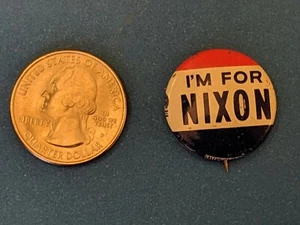 UNITED STATES OF AMERICA
LIBERTY
IN
GOD WE
TRUST
QUARTER DOLLAR
I'M FOR
NIXON